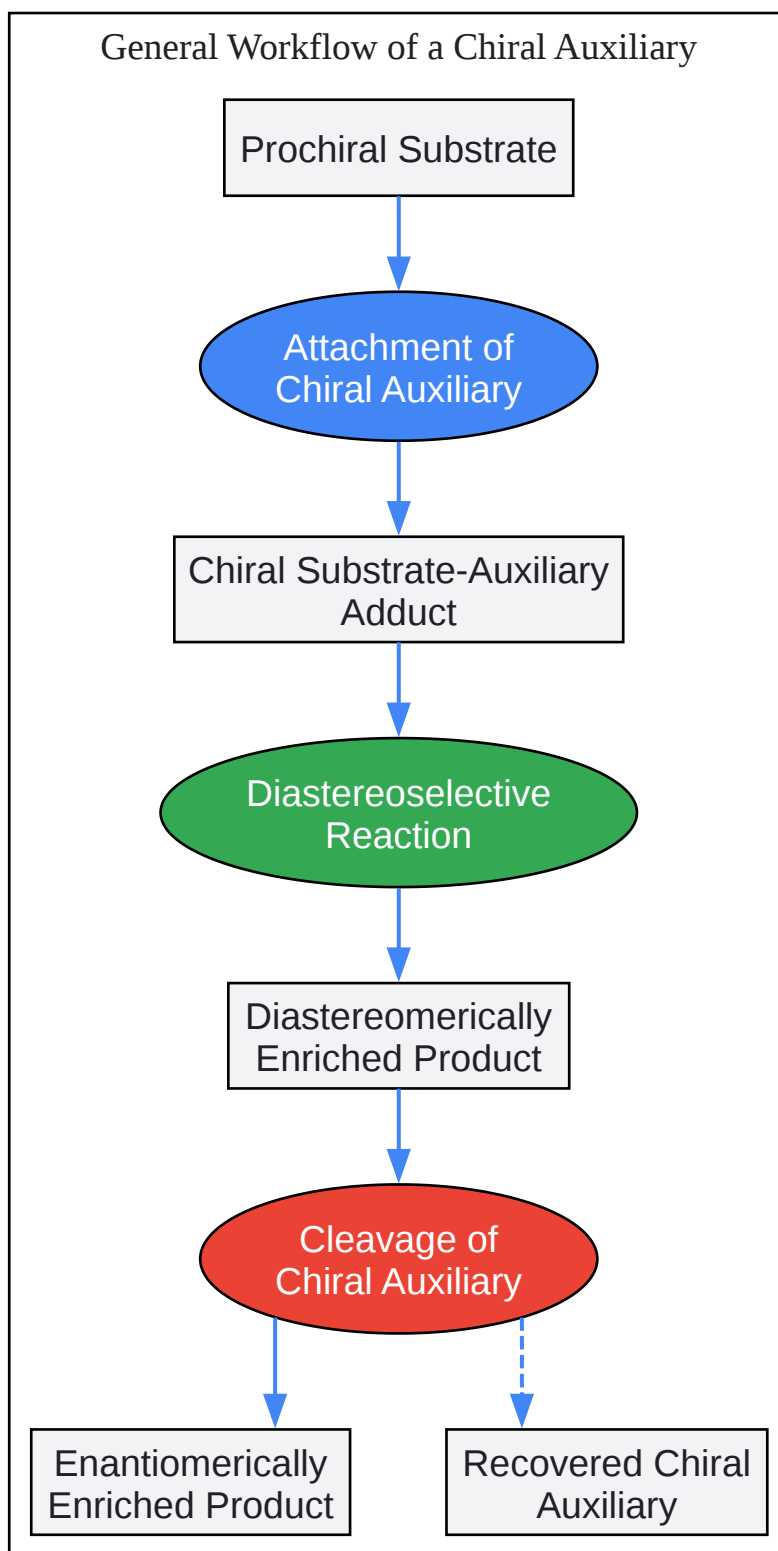 General Workflow of a Chiral Auxiliary
Prochiral Substrate
Attachment of
Chiral Auxiliary
Chiral Substrate-Auxiliary
Adduct
Diastereoselective
Reaction
Diastereomerically
Enriched Product
Cleavage of
Chiral Auxiliary
Enantiomerically
Enriched Product
Recovered Chiral
Auxiliary